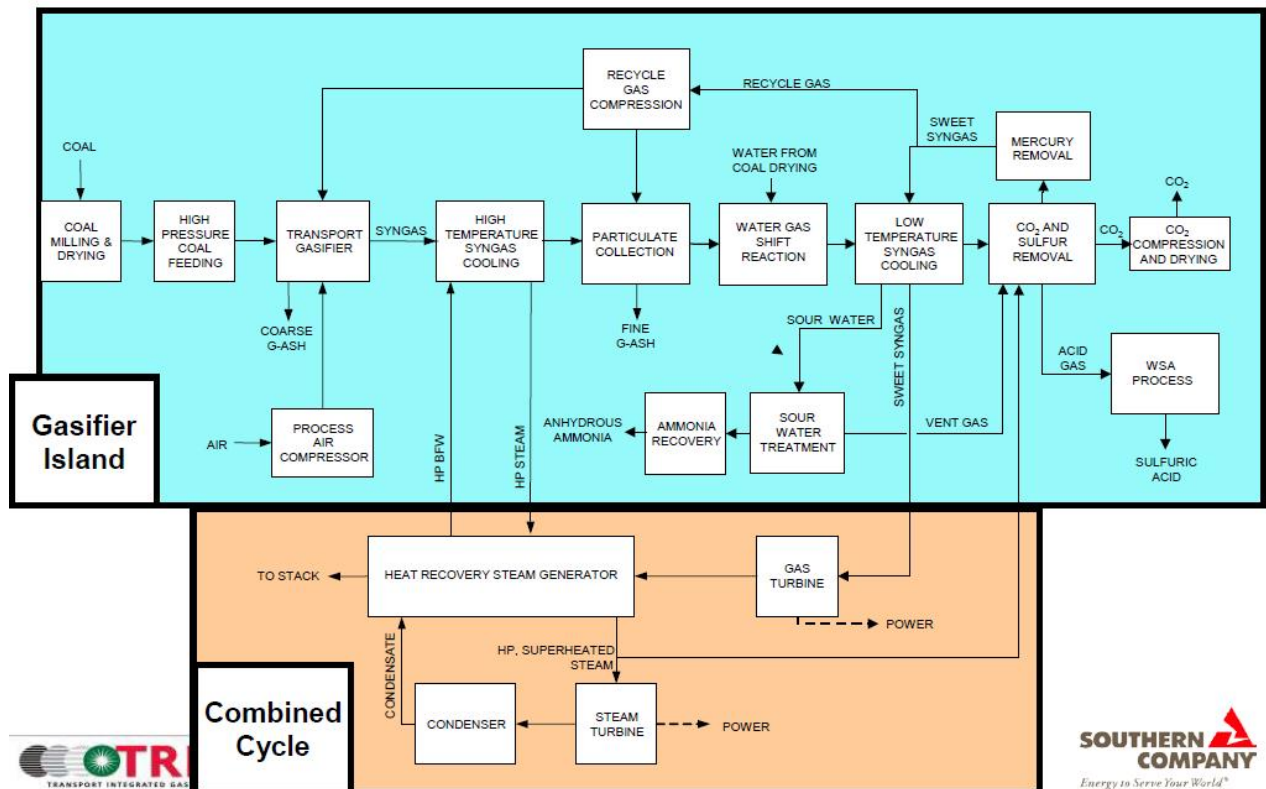 RECYCLE
GAS
COMPRESSION
RECYCLE GAS
SWEET
SYNGAS
MERCURY
REMOVAL
COAL
WATER FROM
COAL DRYING
CO2
COAL
MILLING &
DRYING
HIGH
PRESSURE
COAL
FEEDING
TRANSPORT
GASIFIER
SYNGAS
HIGH
TEMPERATURE
SYNGAS
COOLING
PARTICULATE
COLLECTION
WATER GAS
SHIFT
REACTION
LOW
TEMPERATURE
SYNGAS
COOLING
CO2 AND
SULFUR
REMOVAL
CO2
CO2
COMPRESSION
AND DRYING
COARSE
G-ASH
FINE
G-ASH
SOUR WATER
SWEET SYNGAS
ACID
GAS
WSA
PROCESS
Gasifier
Island
AIR
PROCESS
AIR
COMPRESSOR
HP BFW
HP STEAM
ANHYDROUS
AMMONIA
AMMONIA
RECOVERY
SOUR
WATER
TREATMENT
VENT GAS
SULFURIC
ACID
TO STACK
HEAT RECOVERY STEAM GENERATOR
GAS
TURBINE
POWER
CONDENSATE
HP, SUPERHEATED
STEAM
Combined
Cycle
CONDENSER
STEAM
TURBINE
POWER
TRI
TRANSPORT INTEGRATED GAS
SOUTHERN
COMPANY
Energy to Serve Your World®